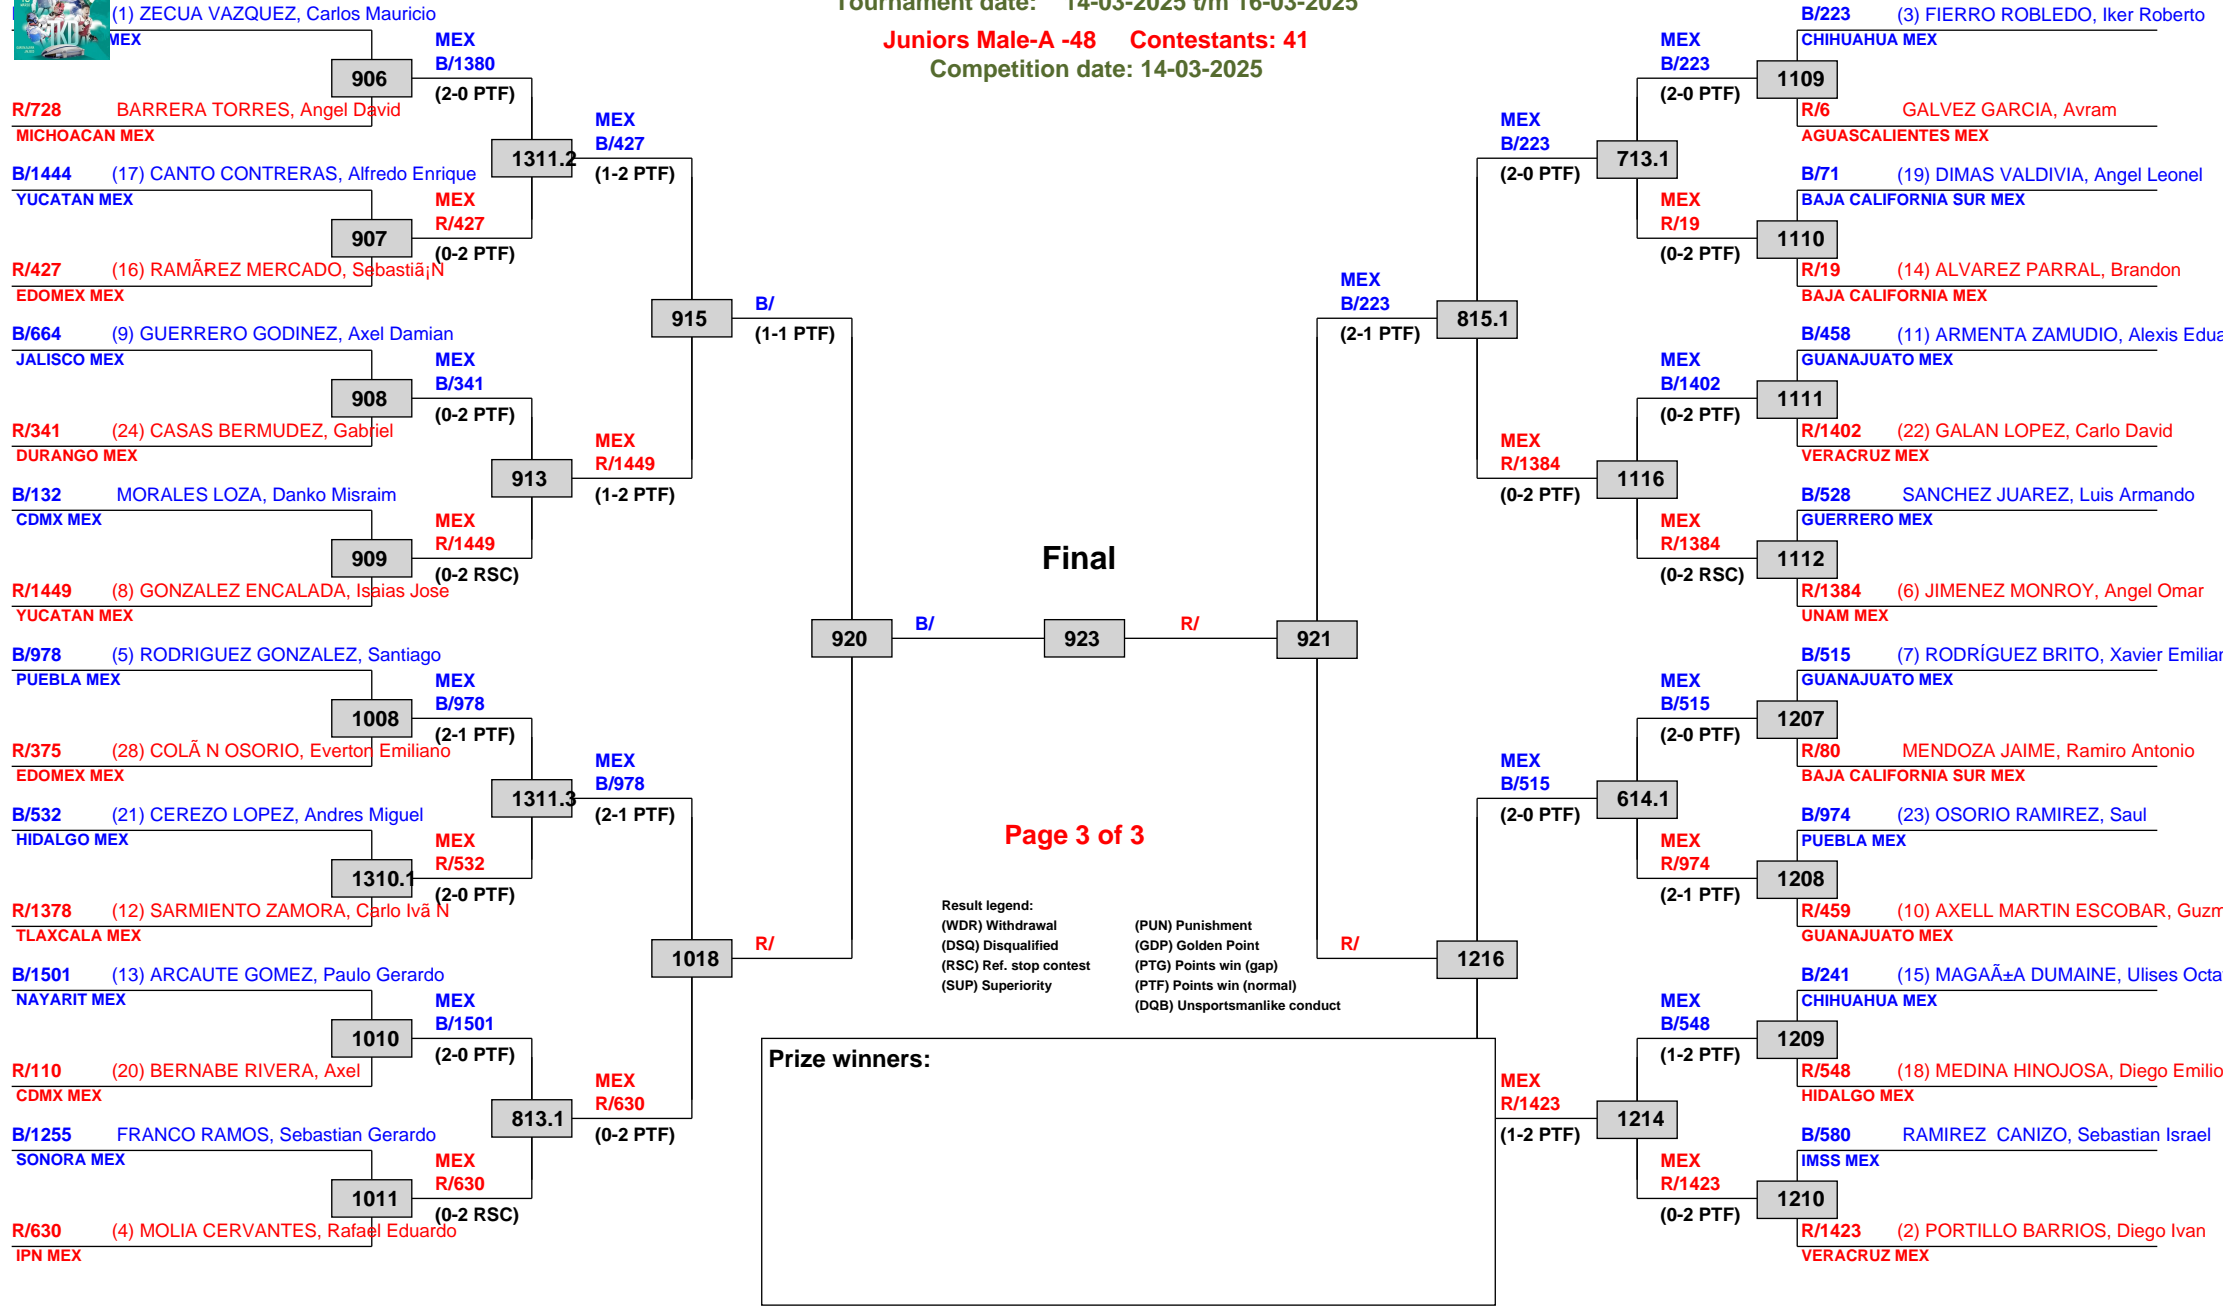 Tournament date: 14-03-2025 t/m 16-03-2025
Juniors Male-A -48 Contestants: 41
Competition date: 14-03-2025
(1) ZECUA VAZQUEZ, Carlos Mauricio
MEX
R/728 BARRERA TORRES, Angel David
MICHOACAN MEX
B/1444 (17) CANTO CONTRERAS, Alfredo Enrique
YUCATAN MEX
R/427 (16) RAMÃREZ MERCADO, Sebastiã¡N
EDOMEX MEX
B/664 (9) GUERRERO GODINEZ, Axel Damian
JALISCO MEX
R/341 (24) CASAS BERMUDEZ, Gabriel
DURANGO MEX
B/132 MORALES LOZA, Danko Misraim
CDMX MEX
R/1449 (8) GONZALEZ ENCALADA, Isaias Jose
YUCATAN MEX
B/978 (5) RODRIGUEZ GONZALEZ, Santiago
PUEBLA MEX
R/375 (28) COLÃ N OSORIO, Everton Emiliano
EDOMEX MEX
B/532 (21) CEREZO LOPEZ, Andres Miguel
HIDALGO MEX
R/1378 (12) SARMIENTO ZAMORA, Carlo Ivã N
TLAXCALA MEX
B/1501 (13) ARCAUTE GOMEZ, Paulo Gerardo
NAYARIT MEX
R/110 (20) BERNABE RIVERA, Axel
CDMX MEX
B/1255 FRANCO RAMOS, Sebastian Gerardo
SONORA MEX
R/630 (4) MOLIA CERVANTES, Rafael Eduardo
IPN MEX
906
907
908
909
1008
1310.1
1010
1011
MEX
B/1380
(2-0 PTF)
MEX
R/427
(0-2 PTF)
MEX
B/341
(0-2 PTF)
MEX
R/1449
(0-2 RSC)
MEX
B/978
(2-1 PTF)
MEX
R/532
(2-0 PTF)
MEX
B/1501
(2-0 PTF)
MEX
R/630
(0-2 RSC)
1311.2
913
1311.3
813.1
MEX
B/427
(1-2 PTF)
MEX
R/1449
(1-2 PTF)
MEX
B/978
(2-1 PTF)
MEX
R/630
(0-2 PTF)
915
1018
B/
(1-1 PTF)
R/
920
B/
Final
923
R/
921
Page 3 of 3
Result legend:
(WDR) Withdrawal
(DSQ) Disqualified
(RSC) Ref. stop contest
(SUP) Superiority
(PUN) Punishment
(GDP) Golden Point
(PTG) Points win (gap)
(PTF) Points win (normal)
(DQB) Unsportsmanlike conduct
Prize winners:
MEX
B/223
(2-1 PTF)
R/
815.1
1216
MEX
B/223
(2-0 PTF)
MEX
R/1384
(0-2 PTF)
MEX
B/515
(2-0 PTF)
MEX
R/1423
(1-2 PTF)
713.1
1116
614.1
1214
MEX
B/223
(2-0 PTF)
MEX
R/19
(0-2 PTF)
MEX
B/1402
(0-2 PTF)
MEX
R/1384
(0-2 RSC)
MEX
B/515
(2-0 PTF)
MEX
R/974
(2-1 PTF)
MEX
B/548
(1-2 PTF)
MEX
R/1423
(0-2 PTF)
1109
1110
1111
1112
1207
1208
1209
1210
B/223 (3) FIERRO ROBLEDO, Iker Roberto
CHIHUAHUA MEX
R/6 GALVEZ GARCIA, Avram
AGUASCALIENTES MEX
B/71 (19) DIMAS VALDIVIA, Angel Leonel
BAJA CALIFORNIA SUR MEX
R/19 (14) ALVAREZ PARRAL, Brandon
BAJA CALIFORNIA MEX
B/458 (11) ARMENTA ZAMUDIO, Alexis Edua
GUANAJUATO MEX
R/1402 (22) GALAN LOPEZ, Carlo David
VERACRUZ MEX
B/528 SANCHEZ JUAREZ, Luis Armando
GUERRERO MEX
R/1384 (6) JIMENEZ MONROY, Angel Omar
UNAM MEX
B/515 (7) RODRÍGUEZ BRITO, Xavier Emilian
GUANAJUATO MEX
R/80 MENDOZA JAIME, Ramiro Antonio
BAJA CALIFORNIA SUR MEX
B/974 (23) OSORIO RAMIREZ, Saul
PUEBLA MEX
R/459 (10) AXELL MARTIN ESCOBAR, Guzm
GUANAJUATO MEX
B/241 (15) MAGAÃ±A DUMAINE, Ulises Octa
CHIHUAHUA MEX
R/548 (18) MEDINA HINOJOSA, Diego Emilio
HIDALGO MEX
B/580 RAMIREZ CANIZO, Sebastian Israel
IMSS MEX
R/1423 (2) PORTILLO BARRIOS, Diego Ivan
VERACRUZ MEX
TKD